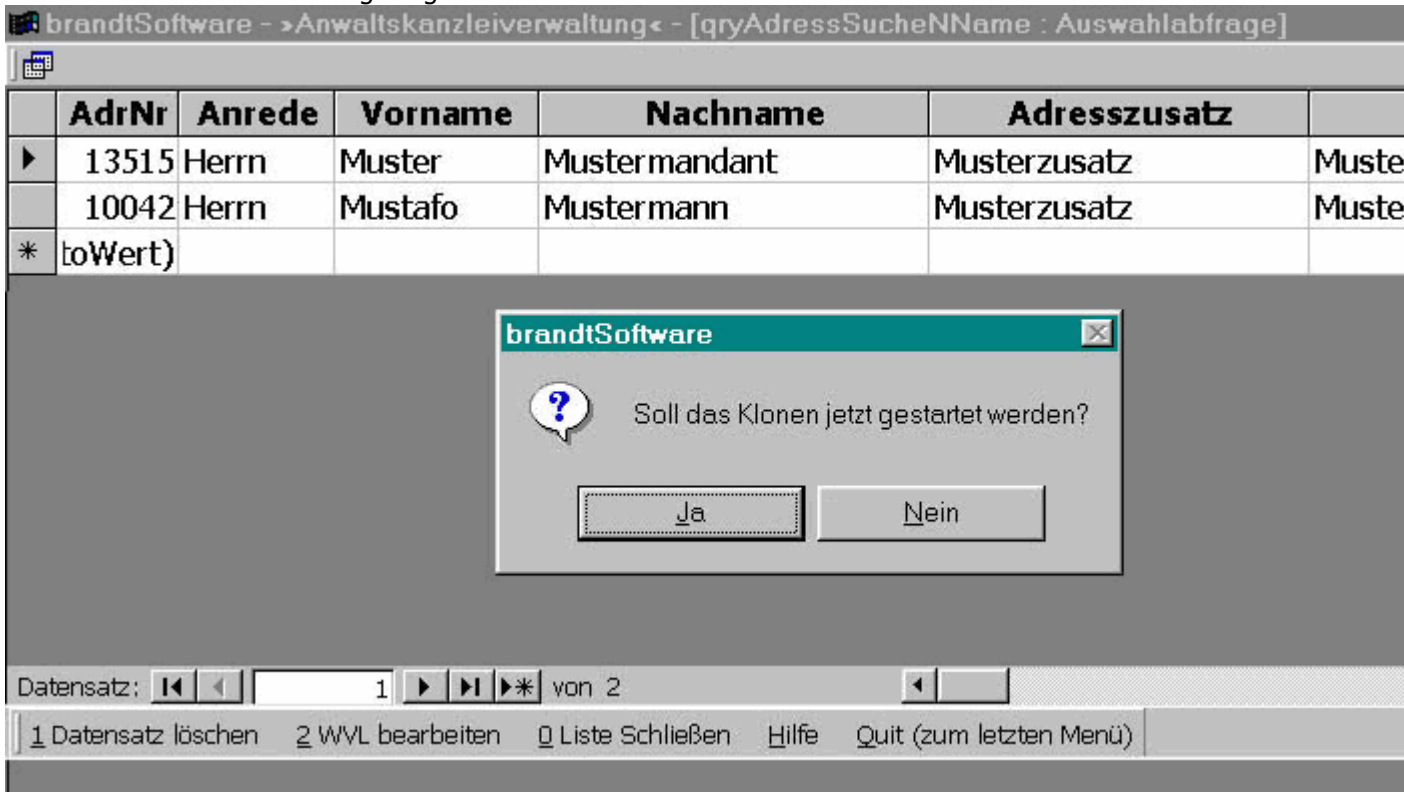 brandtSoftware - »Anwaltskanzleiverwaltung« - [qryAdressSucheNName : Auswahlabfrage]
AdrNr Anrede Vorname Nachname Adresszusatz
13515 Herrn Muster Mustermandant Musterzusatz Muste
10042 Herrn Mustafo Mustermann Musterzusatz Muste
toWert)
brandtSoftware
Soll das Klonen jetzt gestartet werden?
Ja Nein
Datensatz: 1 von 2
1 Datensatz löschen 2 WVL bearbeiten 0 Liste Schließen Hilfe Quit (zum letzten Menü)